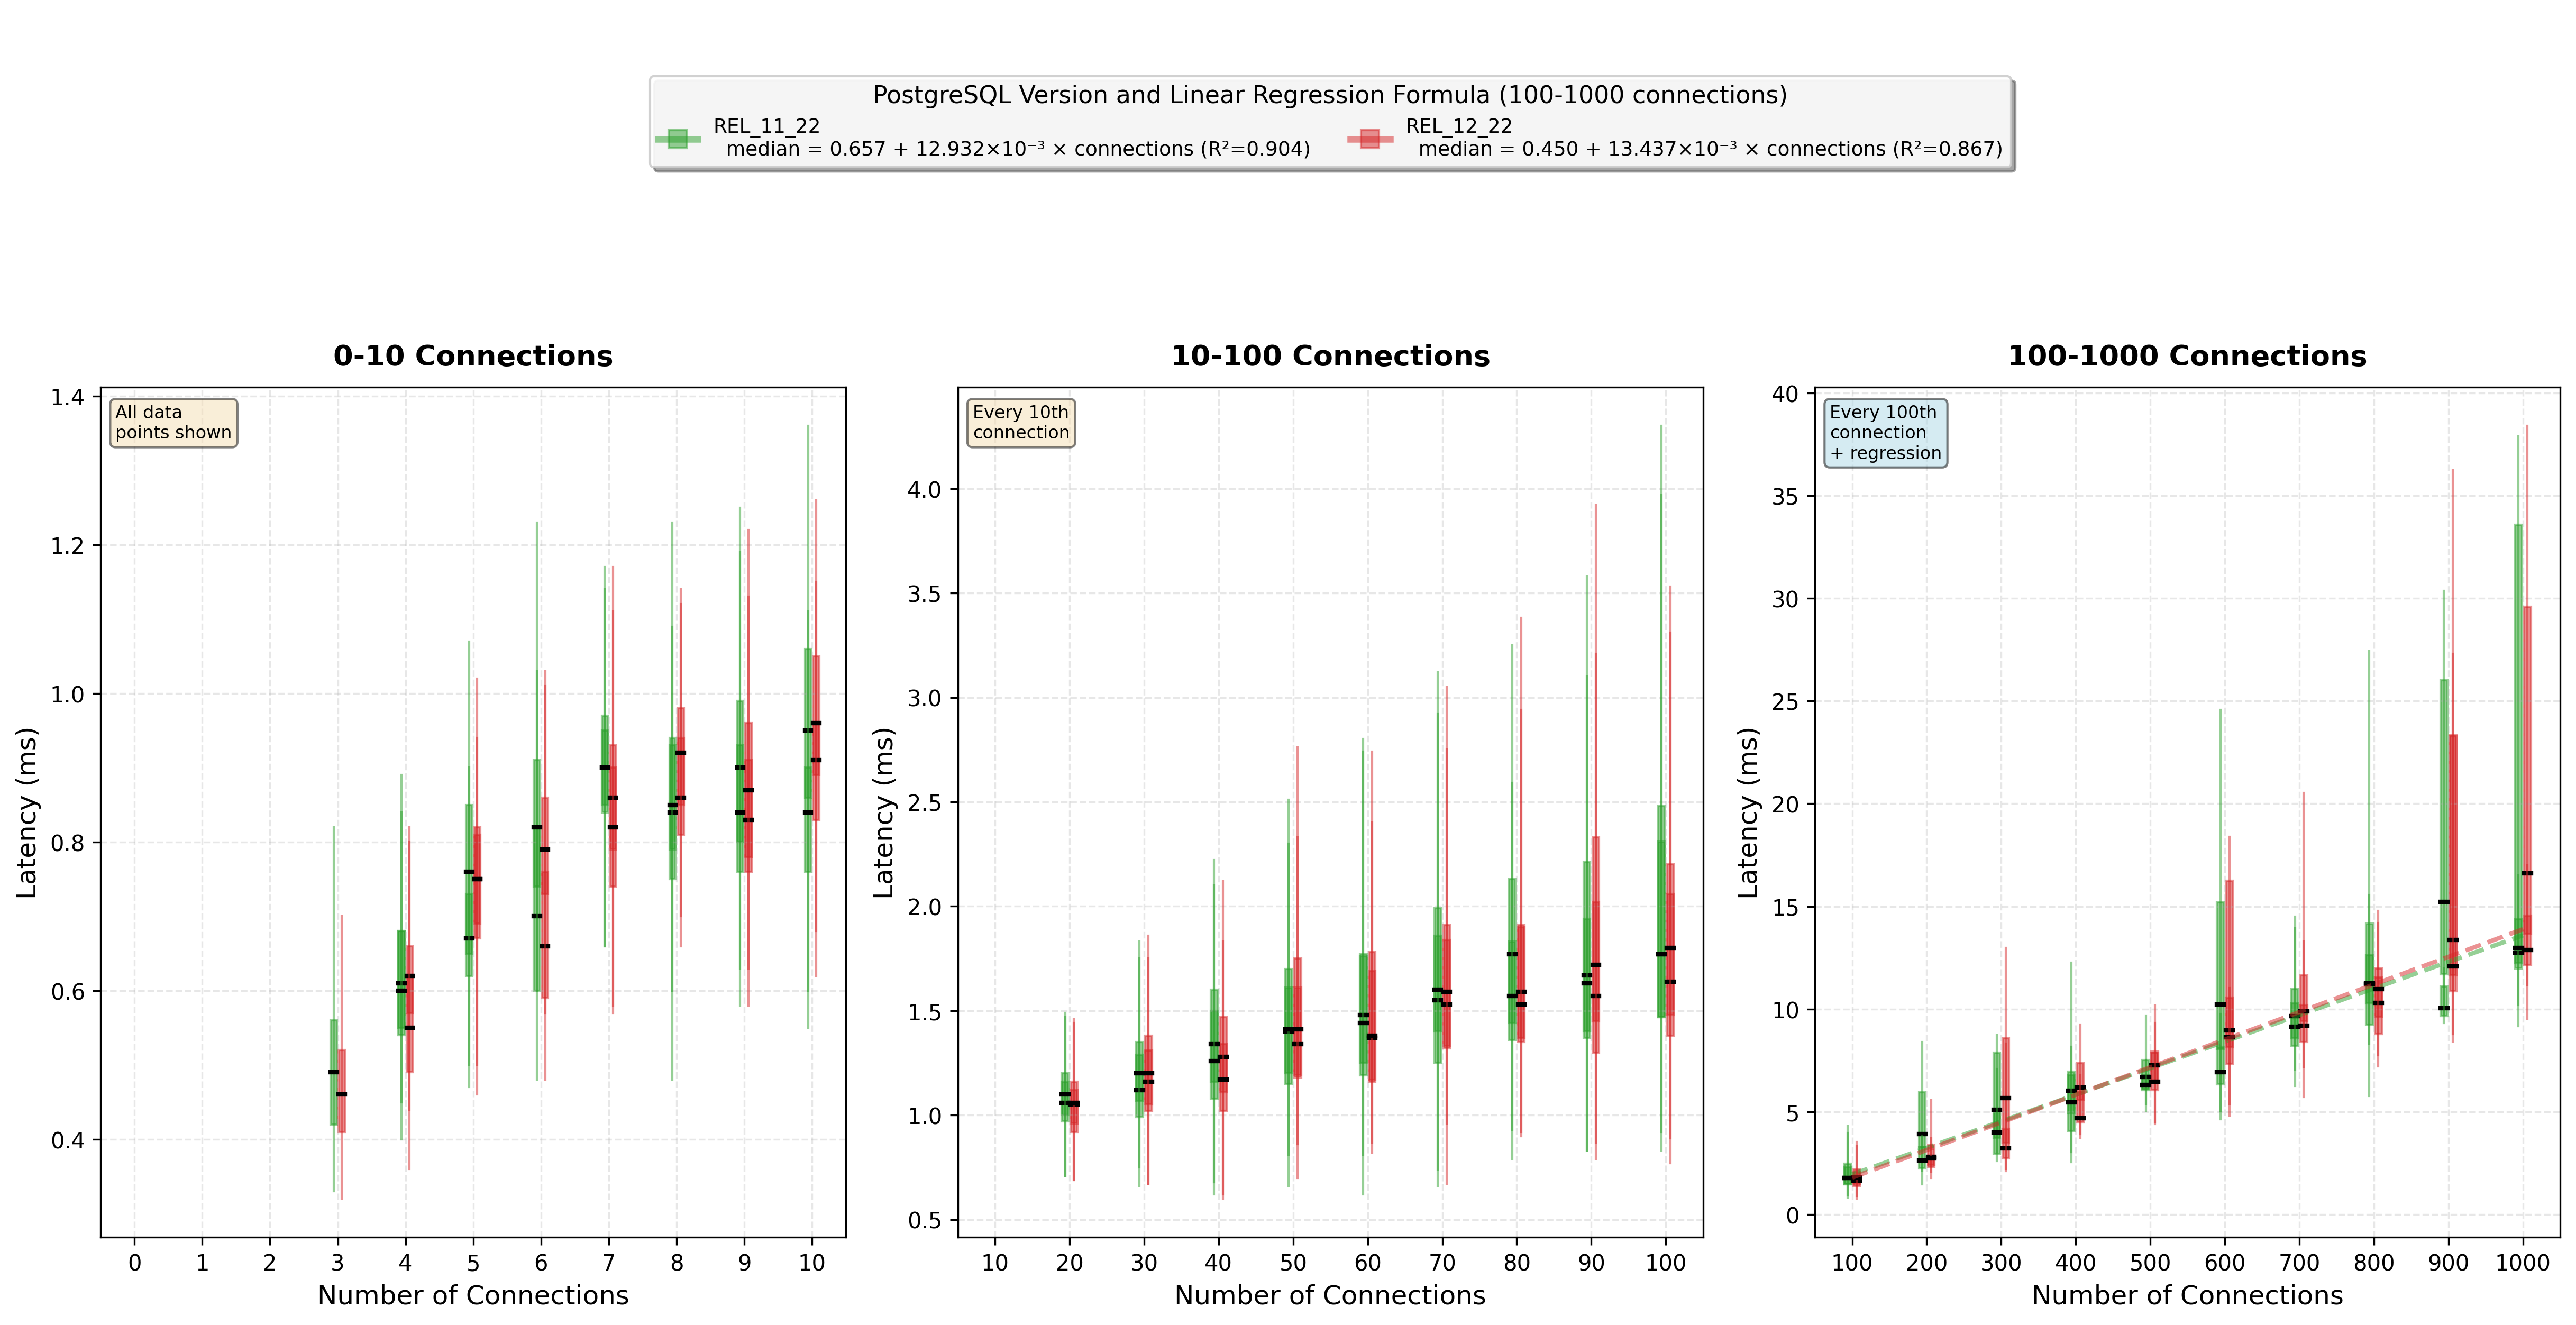 PostgreSQL Version and Linear Regression Formula (100-1000 connections)
REL_11_22
median = 0.657 + 12.932×10⁻³ × connections (R²=0.904)
REL_12_22
median = 0.450 + 13.437×10⁻³ × connections (R²=0.867)
0-10 Connections
All data
points shown
1.4
1.2
1.0
0.8
0.6
0.4
Latency (ms)
0 1 2 3 4 5 6 7 8 9 10
Number of Connections
10-100 Connections
Every 10th
connection
4.0
3.5
3.0
2.5
2.0
1.5
1.0
0.5
Latency (ms)
10 20 30 40 50 60 70 80 90 100
Number of Connections
100-1000 Connections
Every 100th
connection
+ regression
40
35
30
25
20
15
10
5
0
Latency (ms)
100 200 300 400 500 600 700 800 900 1000
Number of Connections